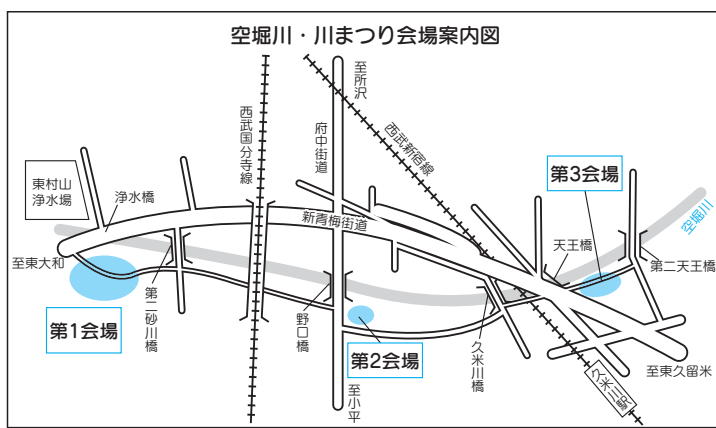 空堀川・川まつり会場案内図
至所沢
西武国分寺線
府中街道
西武新宿線
東村山
浄水場
浄水橋
第3会場
新青梅街道
空堀川
天王橋
至東大和
第二天王橋
第1会場
第二砂川橋
野口橋
第2会場
久米川橋
至小平
久米川駅
至東久留米